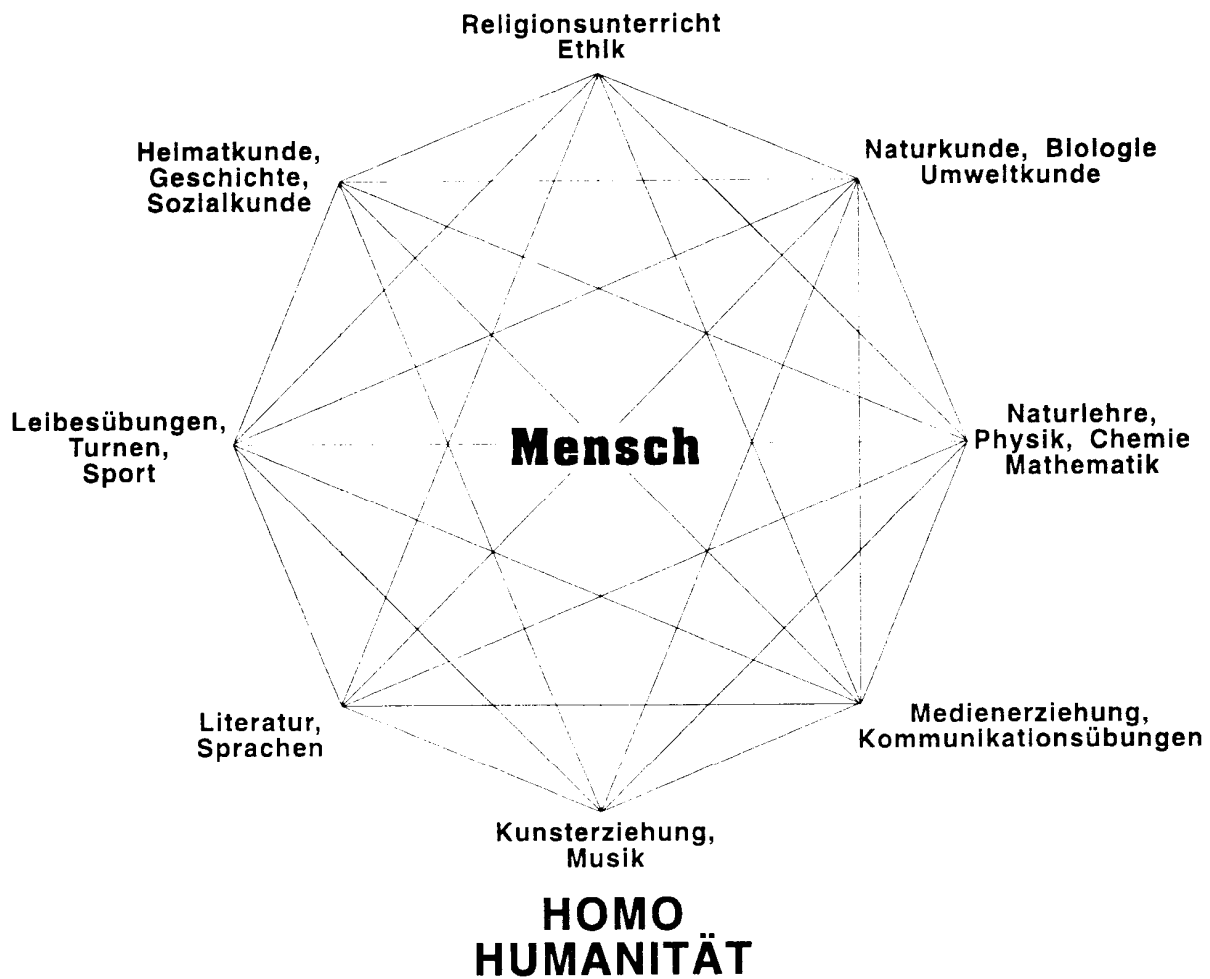 Religionsunterricht
Ethik
Heimatkunde,
Geschichte,
Sozialkunde
Naturkunde, Biologie
Umweltkunde
Leibesübungen,
Turnen,
Sport
Mensch
Naturlehre,
Physik, Chemie
Mathematik
Literatur,
Sprachen
Medienerziehung,
Kommunikationsübungen
Kunsterziehung,
Musik
HOMO
HUMANITÄT